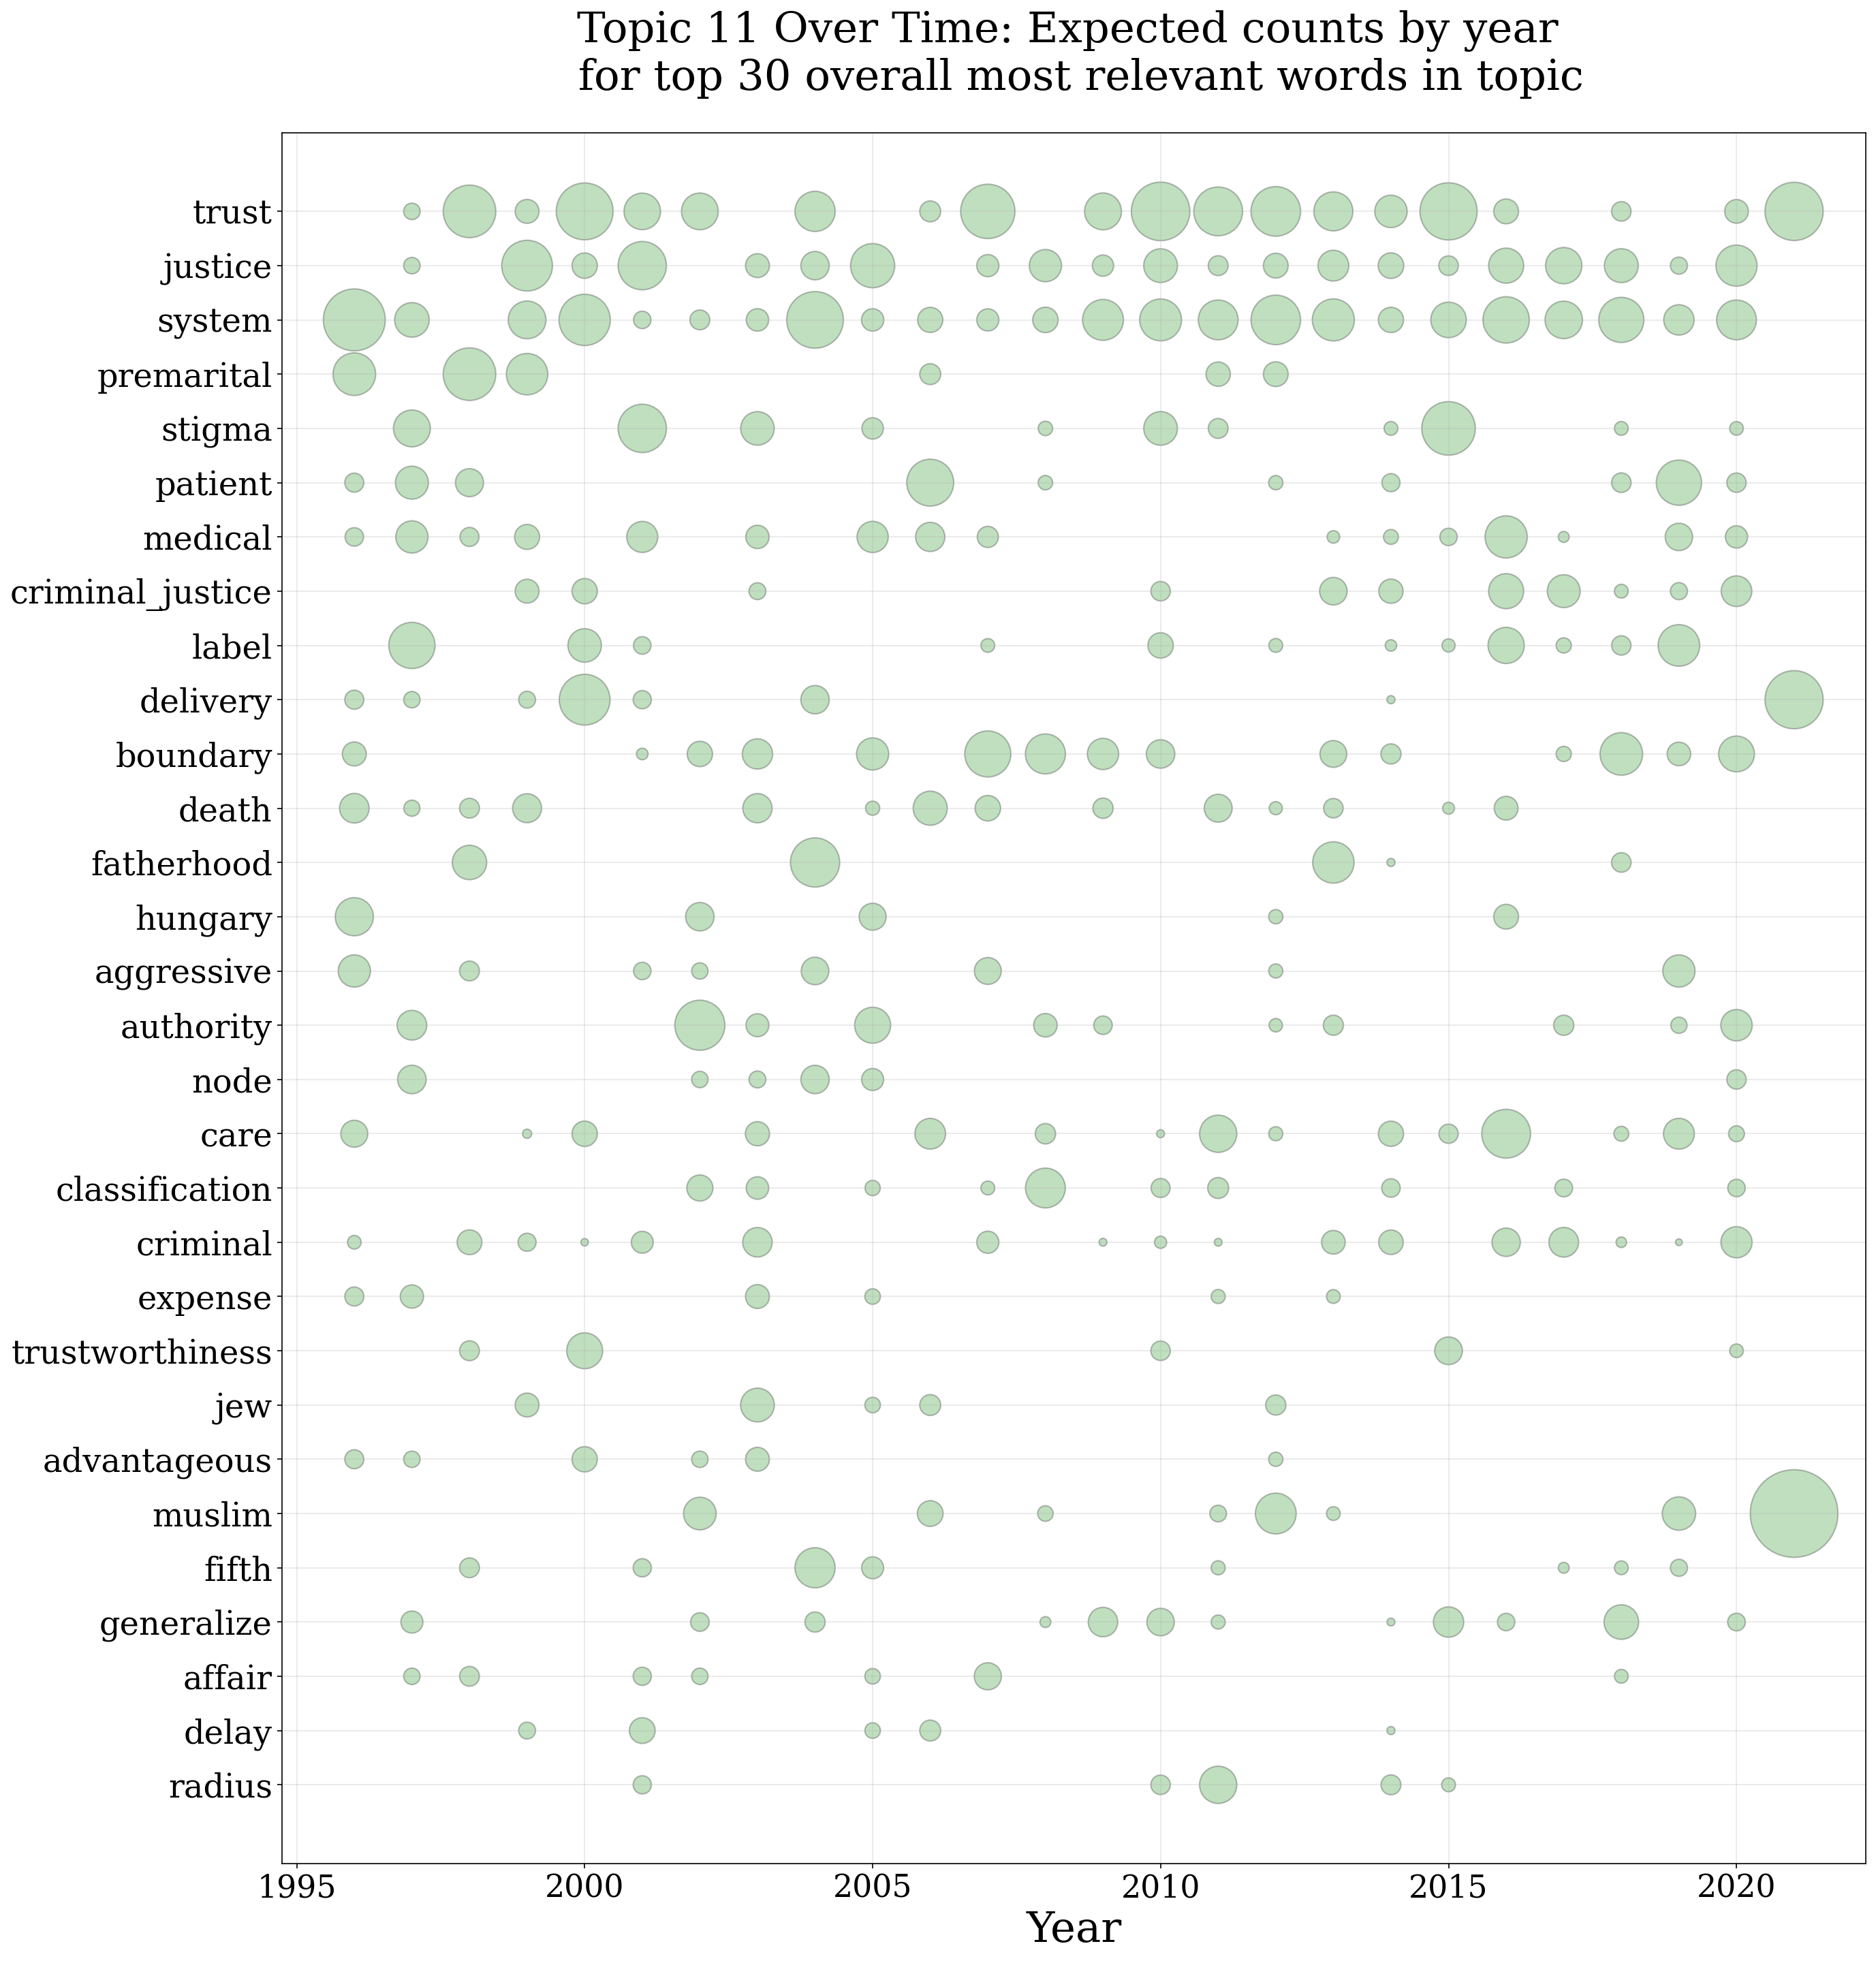 Topic 11 Over Time: Expected counts by year
for top 30 overall most relevant words in topic
trust
justice
system
premarital
stigma
patient
medical
criminal_justice
label
delivery
boundary
death
fatherhood
hungary
aggressive
authority
node
care
classification
criminal
expense
trustworthiness
jew
advantageous
muslim
fifth
generalize
affair
delay
radius
1995 2000 2005 2010 2015 2020
Year